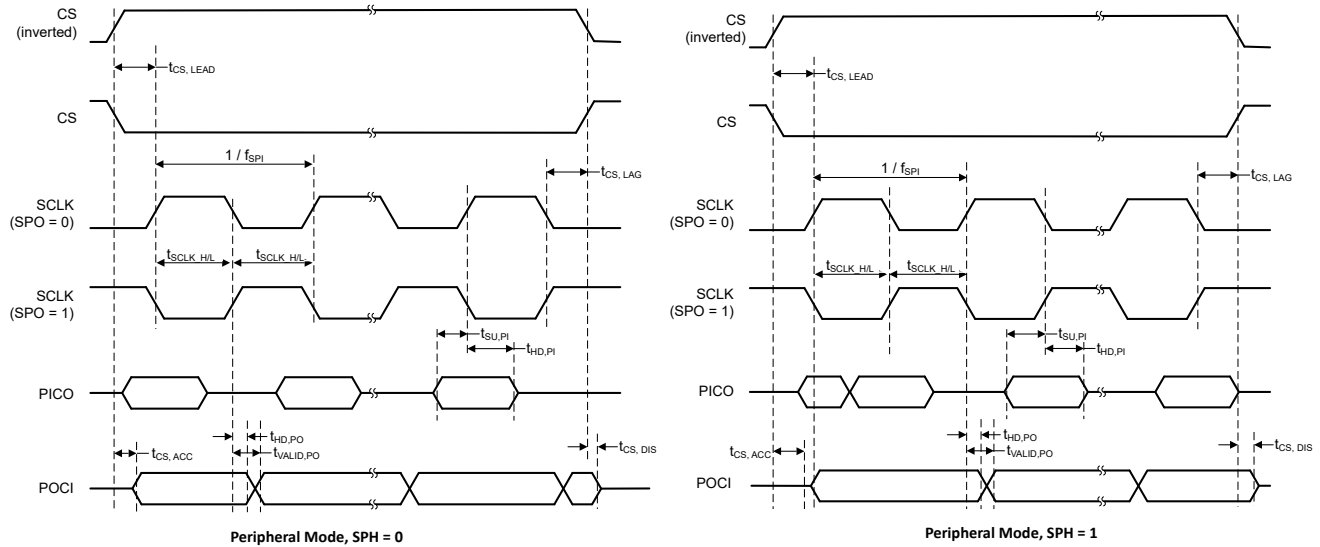 CS
(inverted)
tCS, LEAD
CS
1 / fSPI
tCS, LAG
SCLK
(SPO = 0)
tSCLK_H/L
tSCLK_H/L
SCLK
(SPO = 1)
tSU,PI
tHD,PI
PICO
tHD,PO
tVALID,PO
tCS, ACC
tCS, DIS
POCI
Peripheral Mode, SPH = 0
CS
(inverted)
tCS, LEAD
CS
1 / fSPI
tCS, LAG
SCLK
(SPO = 0)
tSCLK_H/L
tSCLK_H/L
SCLK
(SPO = 1)
tSU,PI
tHD,PI
PICO
tHD,PO
tVALID,PO
tCS, ACC
tCS, DIS
POCI
Peripheral Mode, SPH = 1